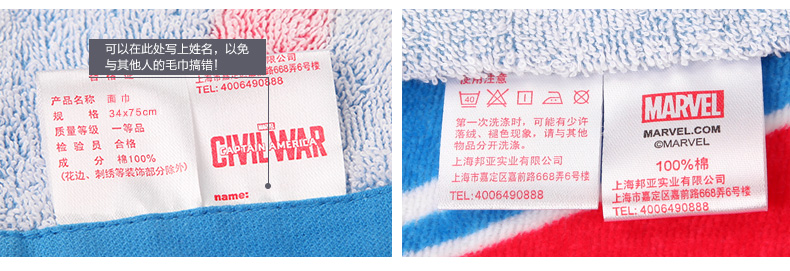 可以在此处写上姓名，以免
与其他人的毛巾搞错！
产品名称 面巾
规 格 34x75cm
质量等级 一等品
检 验 员 合格
成 分 棉100%
(花边、刺绣等装饰部分除外)
上海市嘉定区嘉前路668弄6号楼
TEL: 4006490888
MARVEL
CIVIL WAR
CAPTAIN AMERICA
name:
使用注意
40
第一次洗涤时，可能有少许
落绒、褪色现象，请与其他
物品分开洗涤。
上海邦亚实业有限公司
上海市嘉定区嘉前路668弄6号楼
TEL: 4006490888
MARVEL
MARVEL.COM
©MARVEL
100%棉
上海邦亚实业有限公司
上海市嘉定区嘉前路668弄6号楼
TEL: 4006490888